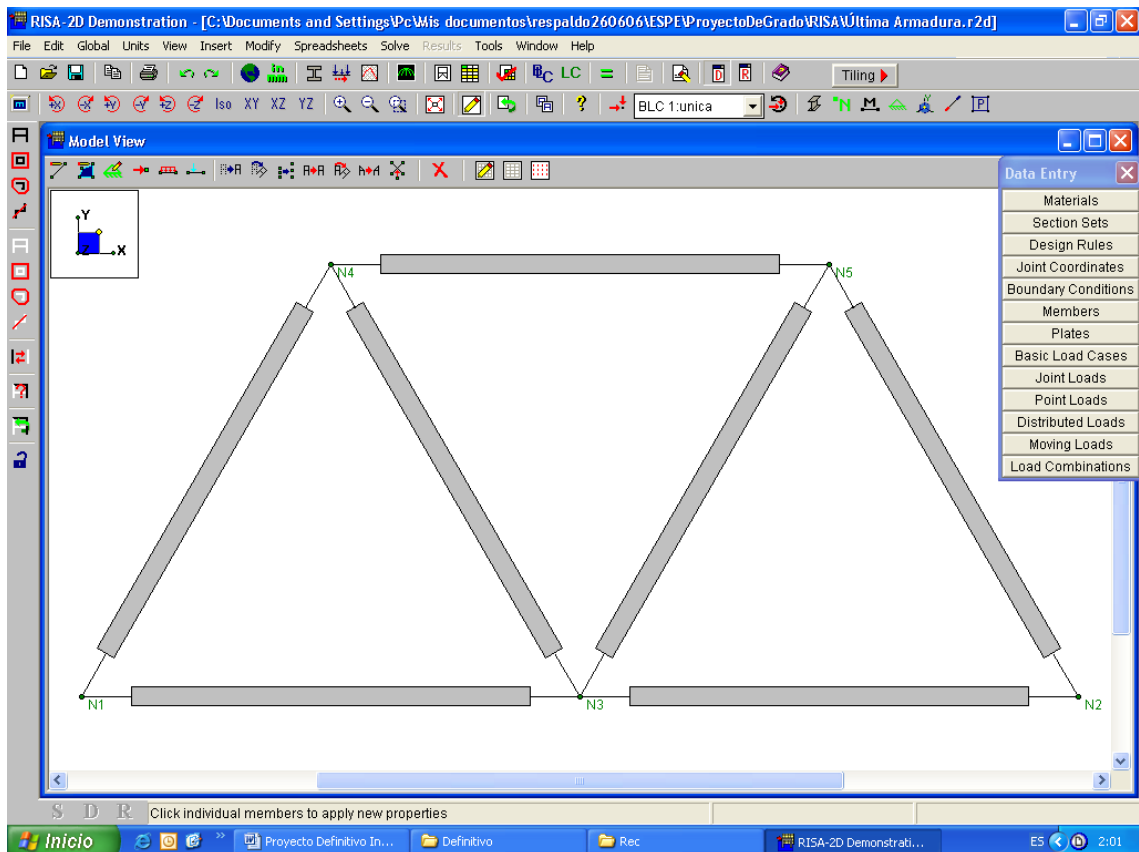 RISA-2D Demonstration - [C:\Documents and Settings\Pc\Mis documentos\respaldo260606\ESPE\ProyectoDeGrado\RISA\Última Armadura.r2d]
File Edit Global Units View Insert Modify Spreadsheets Solve Results Tools Window Help
LC D R Tiling
Iso XY XZ YZ BLC 1:unica
Model View
Data Entry
Materials
Section Sets
Design Rules
Joint Coordinates
Boundary Conditions
Members
Plates
Basic Load Cases
Joint Loads
Point Loads
Distributed Loads
Moving Loads
Load Combinations
Y
Z X
N4 N5
N1 N3 N2
S D R Click individual members to apply new properties
Inicio Proyecto Definitivo In... Definitivo Rec RISA-2D Demonstrati... ES 2:01